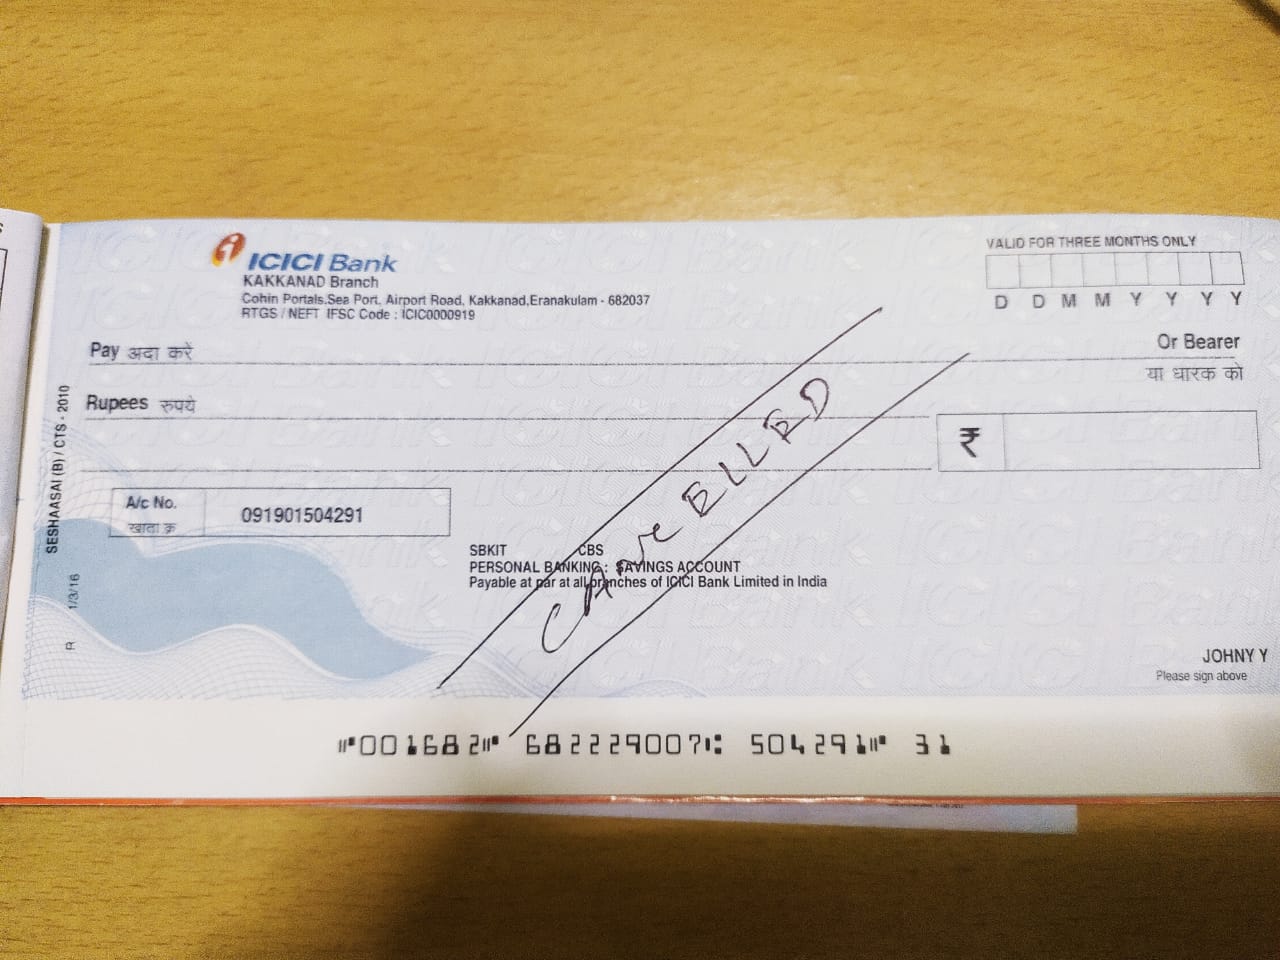 ICICI Bank
KAKKANAD Branch
Cohin Portals,Sea Port, Airport Road, Kakkanad,Eranakulam - 682037
RTGS / NEFT IFSC Code : ICIC0000919
VALID FOR THREE MONTHS ONLY
D D M M Y Y Y Y
Pay अदा करें
Or Bearer
या धारक को
Rupees रुपये
₹
A/c No.
खाता क्र
091901504291
CANcELLED
SBKIT CBS
PERSONAL BANKING : SAVINGS ACCOUNT
Payable at par at all branches of ICICI Bank Limited in India
JOHNY Y
Please sign above
SESHAASAI (B) / CTS - 2010
R 1/3/16
⑈001682⑈ 682229007⑆ 504291⑈ 31